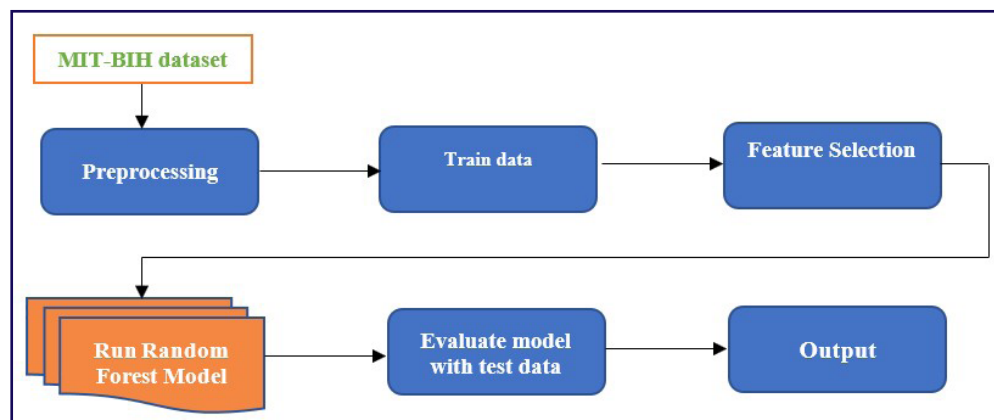 MIT-BIH dataset
Preprocessing
Train data
Feature Selection
Run Random
Forest Model
Evaluate model
with test data
Output